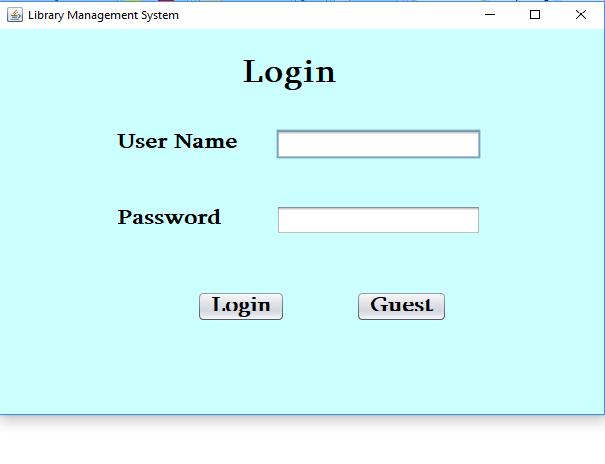 Library Management System
Login
User Name
Password
Login Guest